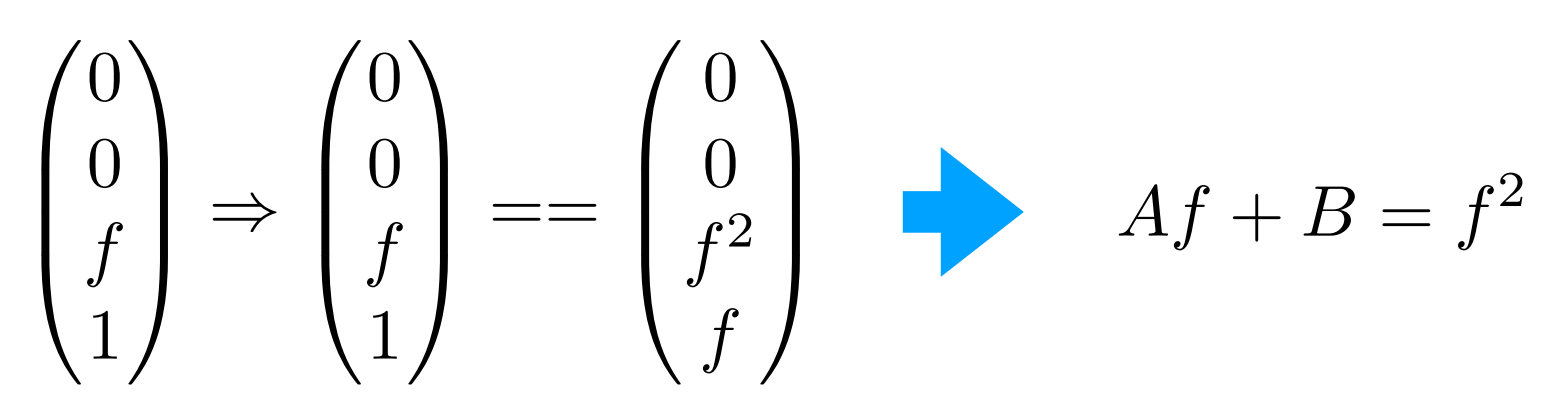 (0 0 f 1) ⇒ (0 0 f 1) == (0 0 f² f) Af + B = f²